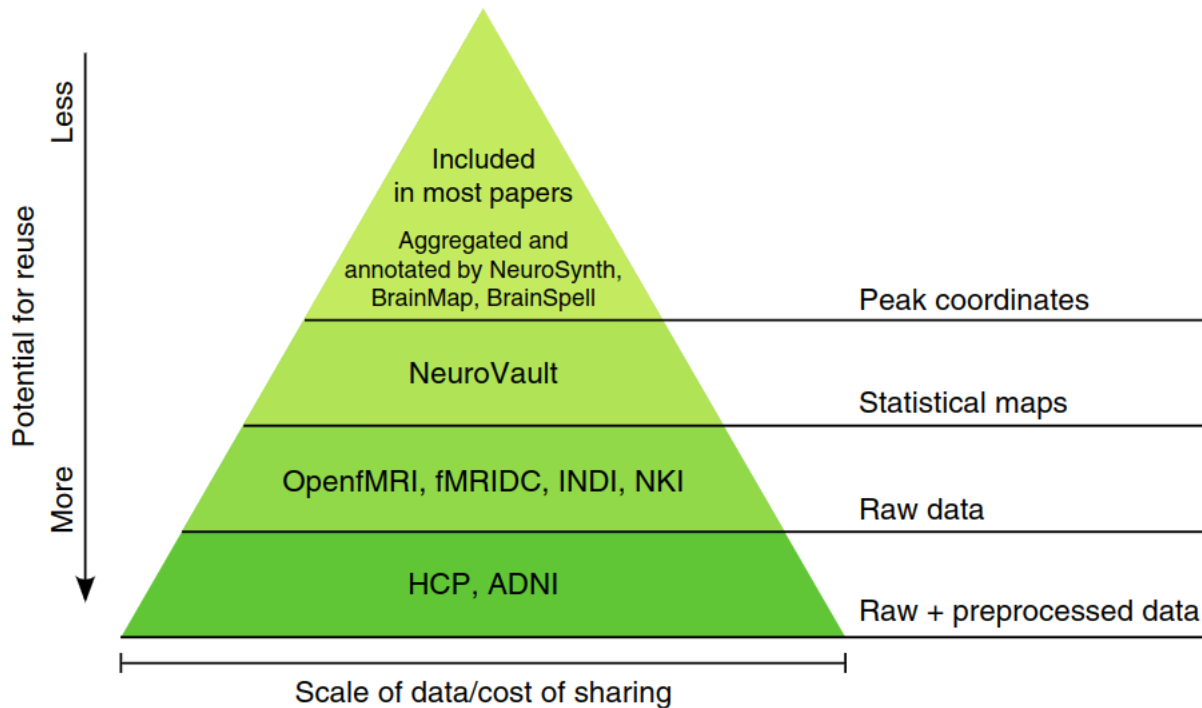 Less
Potential for reuse
More
Included
in most papers
Aggregated and
annotated by NeuroSynth,
BrainMap, BrainSpell
Peak coordinates
NeuroVault
Statistical maps
OpenfMRI, fMRIDC, INDI, NKI
Raw data
HCP, ADNI
Raw + preprocessed data
Scale of data/cost of sharing